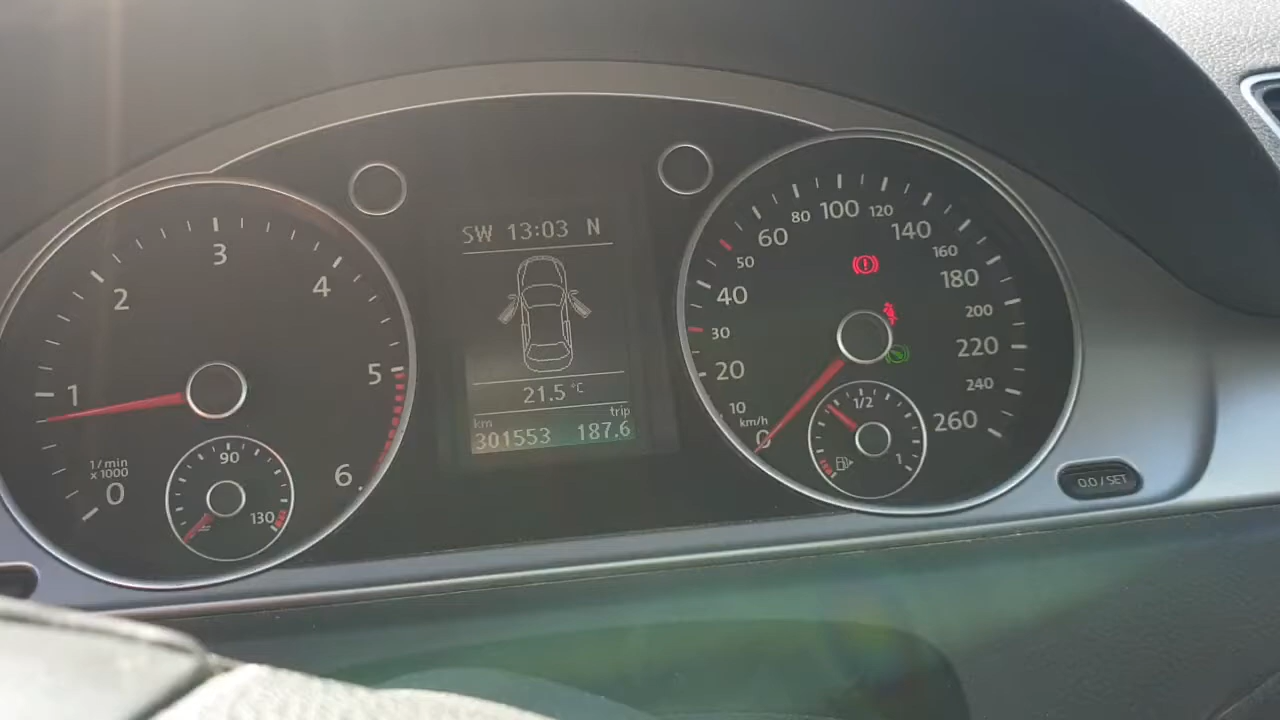 SW 13:03 N
21.5 °C
km trip
301553 187.6
0 1 2 3 4 5 6
1/min
x1000
90
130
0 10 20 30 40 50 60 80 100 120 140 160 180 200 220 240 260
km/h
1/2
1
0.0 / SET